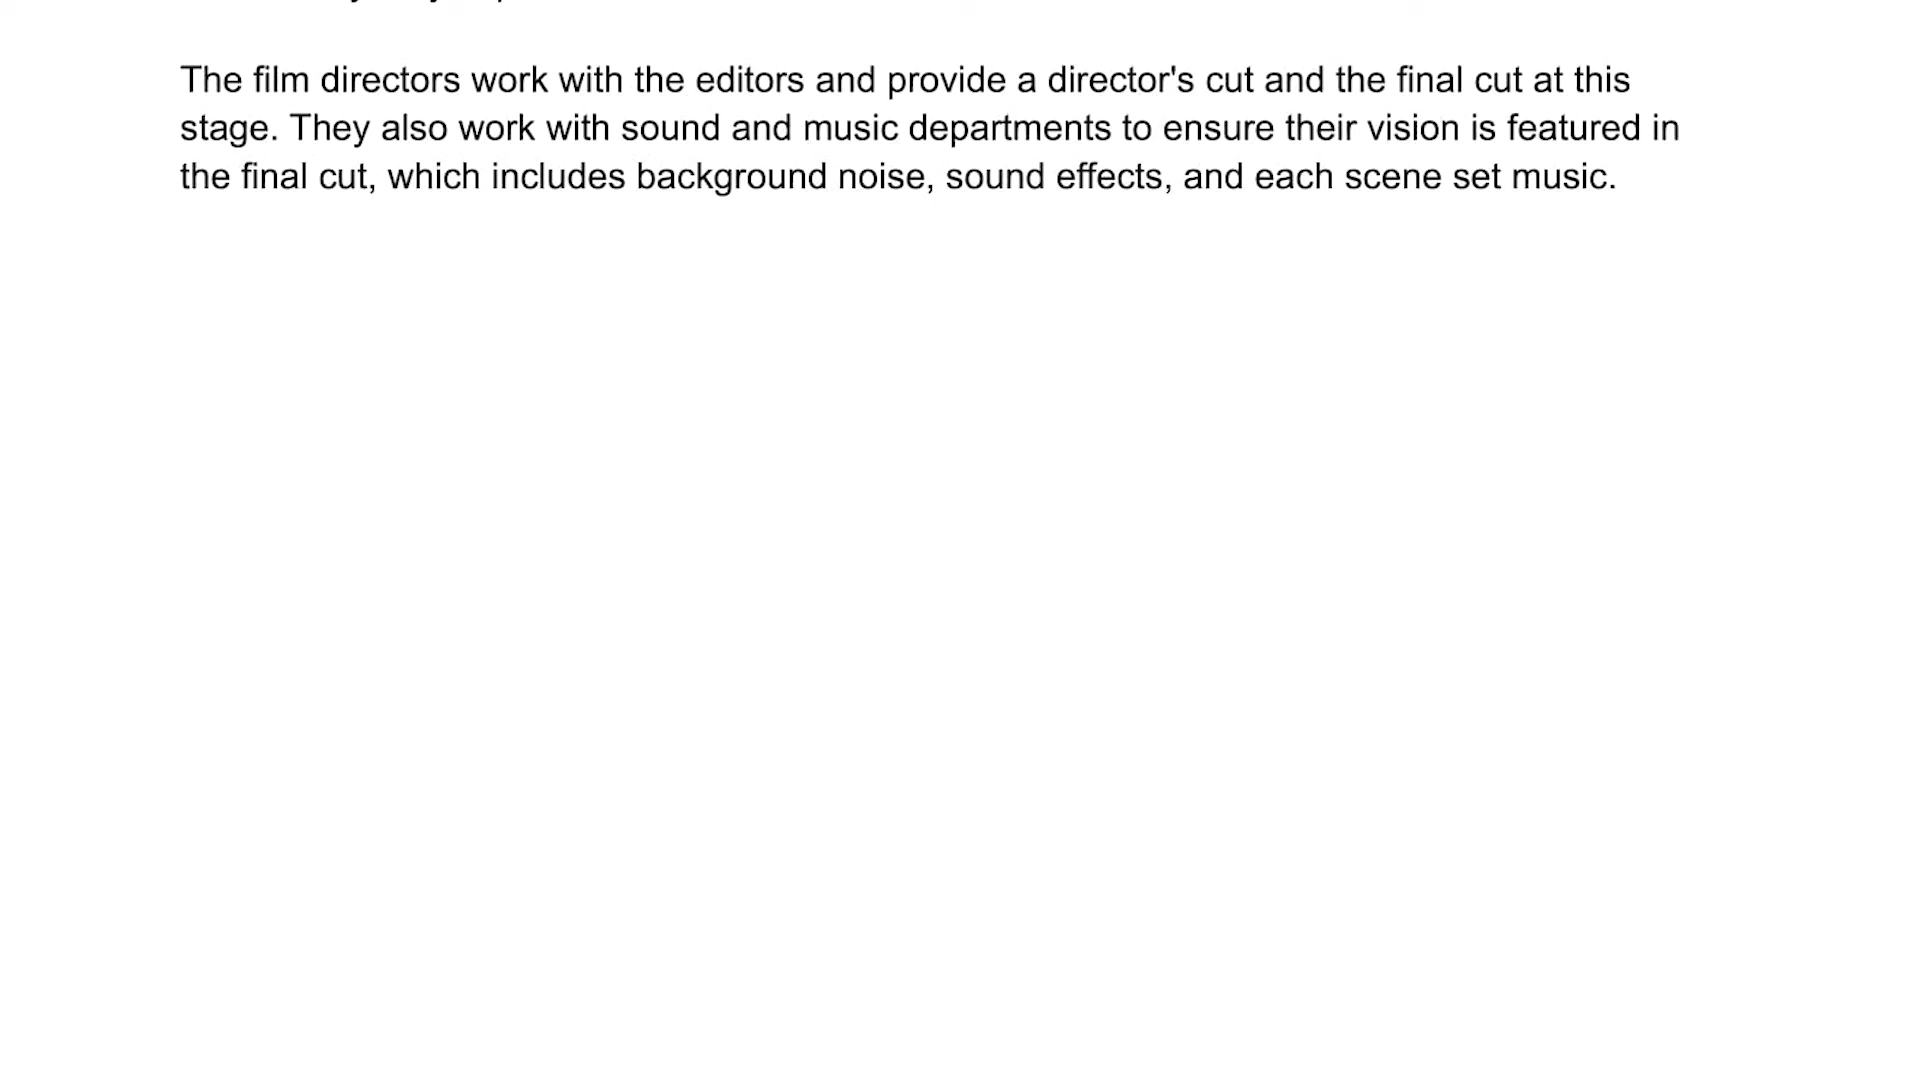 The film directors work with the editors and provide a director's cut and the final cut at this
stage. They also work with sound and music departments to ensure their vision is featured in
the final cut, which includes background noise, sound effects, and each scene set music.